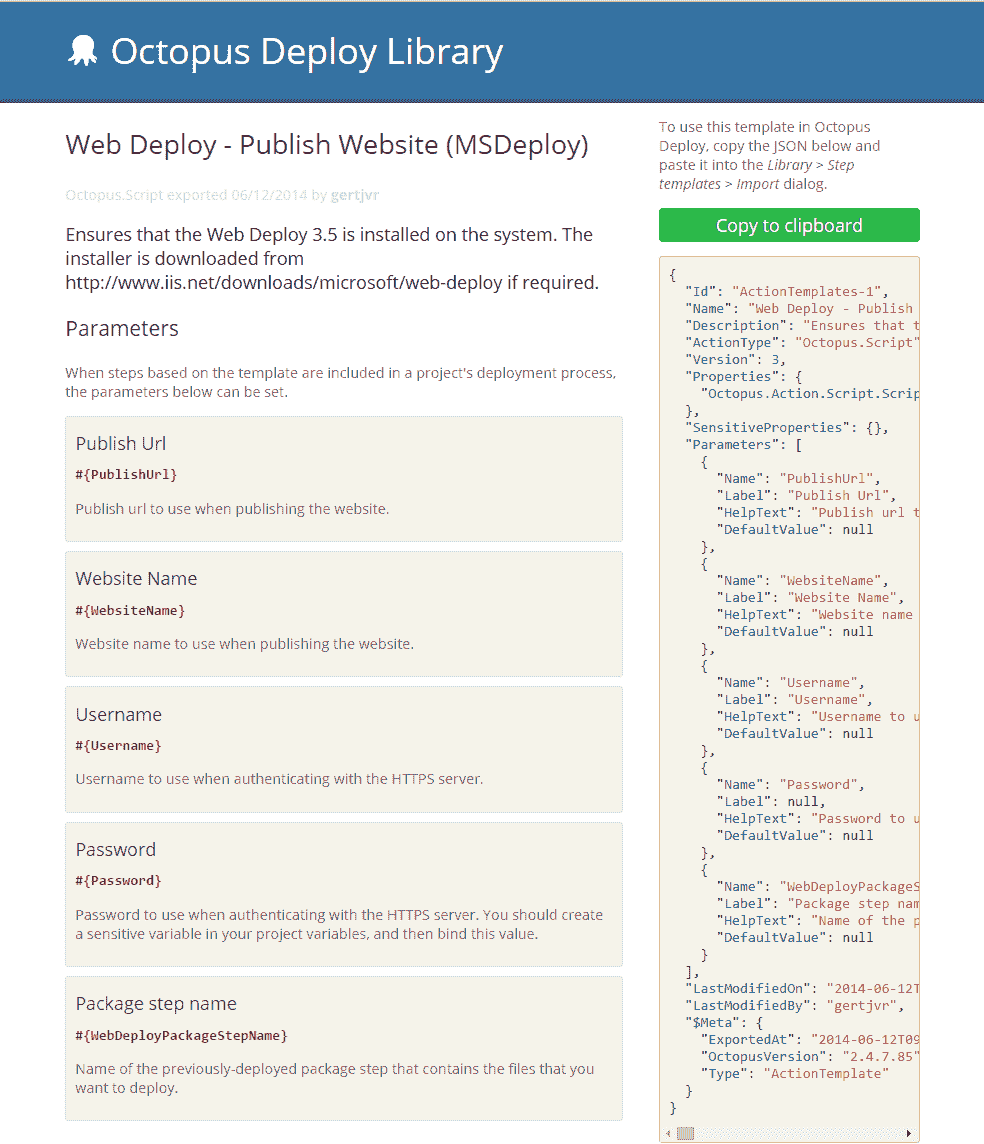 Octopus Deploy Library
Web Deploy - Publish Website (MSDeploy)
Octopus.Script exported 06/12/2014 by gertjvr
Ensures that the Web Deploy 3.5 is installed on the system. The
installer is downloaded from
http://www.iis.net/downloads/microsoft/web-deploy if required.
Parameters
When steps based on the template are included in a project's deployment process,
the parameters below can be set.
Publish Url
#{PublishUrl}
Publish url to use when publishing the website.
Website Name
#{WebsiteName}
Website name to use when publishing the website.
Username
#{Username}
Username to use when authenticating with the HTTPS server.
Password
#{Password}
Password to use when authenticating with the HTTPS server. You should create
a sensitive variable in your project variables, and then bind this value.
Package step name
#{WebDeployPackageStepName}
Name of the previously-deployed package step that contains the files that you
want to deploy.
To use this template in Octopus
Deploy, copy the JSON below and
paste it into the Library > Step
templates > Import dialog.
Copy to clipboard
{
"Id": "ActionTemplates-1",
"Name": "Web Deploy - Publish
"Description": "Ensures that t
"ActionType": "Octopus.Script"
"Version": 3,
"Properties": {
"Octopus.Action.Script.Scrip
},
"SensitiveProperties": {},
"Parameters": [
{
"Name": "PublishUrl",
"Label": "Publish Url",
"HelpText": "Publish url t
"DefaultValue": null
},
{
"Name": "WebsiteName",
"Label": "Website Name",
"HelpText": "Website name
"DefaultValue": null
},
{
"Name": "Username",
"Label": "Username",
"HelpText": "Username to u
"DefaultValue": null
},
{
"Name": "Password",
"Label": null,
"HelpText": "Password to u
"DefaultValue": null
},
{
"Name": "WebDeployPackageS
"Label": "Package step nam
"HelpText": "Name of the p
"DefaultValue": null
}
],
"LastModifiedOn": "2014-06-12T
"LastModifiedBy": "gertjvr",
"$Meta": {
"ExportedAt": "2014-06-12T09
"OctopusVersion": "2.4.7.85"
"Type": "ActionTemplate"
}
}